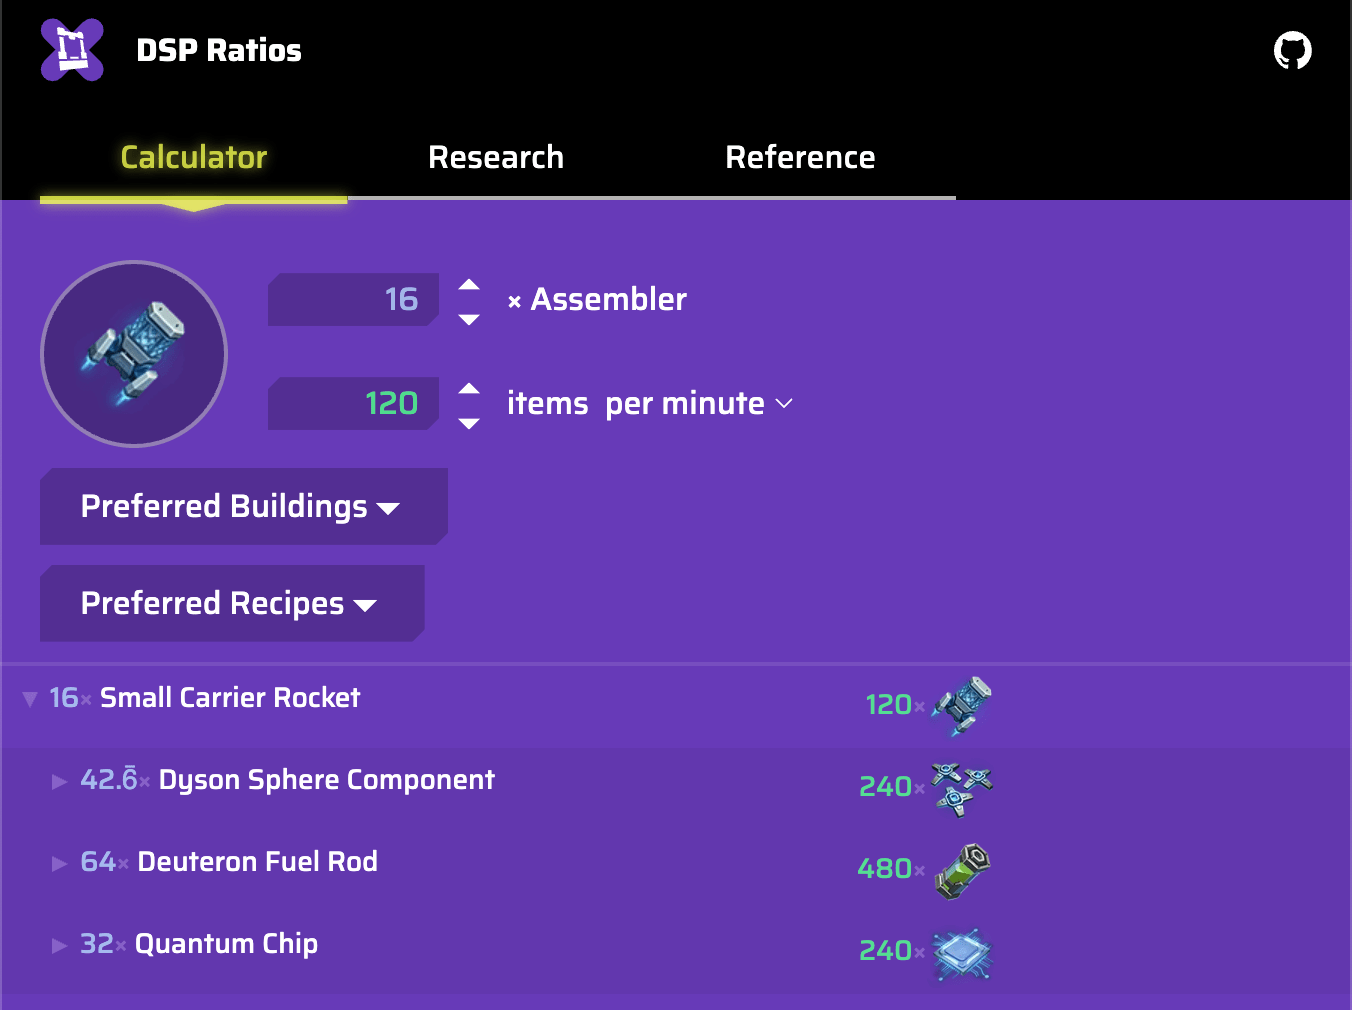 DSP Ratios
Calculator Research Reference
16 × Assembler
120 items per minute
Preferred Buildings
Preferred Recipes
16× Small Carrier Rocket 120×
42.6̅× Dyson Sphere Component 240×
64× Deuteron Fuel Rod 480×
32× Quantum Chip 240×